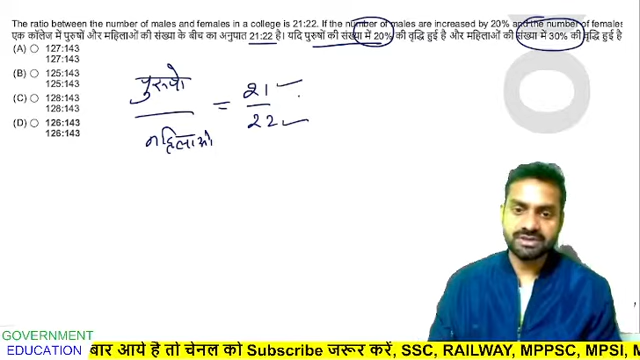 The ratio between the number of males and females in a college is 21:22. If the number of males are increased by 20% and the number of females
एक कॉलेज में पुरुषों और महिलाओं की संख्या के बीच का अनुपात 21:22 है। यदि पुरुषों की संख्या में 20% की वृद्धि हुई है और महिलाओं की संख्या में 30% की वृद्धि हुई है
(A) 127:143
127:143
(B) 125:143
125:143
(C) 128:143
128:143
(D) 126:143
126:143
पुरुषो
महिलाओ
= 21
22
GOVERNMENT
EDUCATION
बार आये है तो चेनल को Subscribe जरूर करें, SSC, RAILWAY, MPPSC, MPSI, M